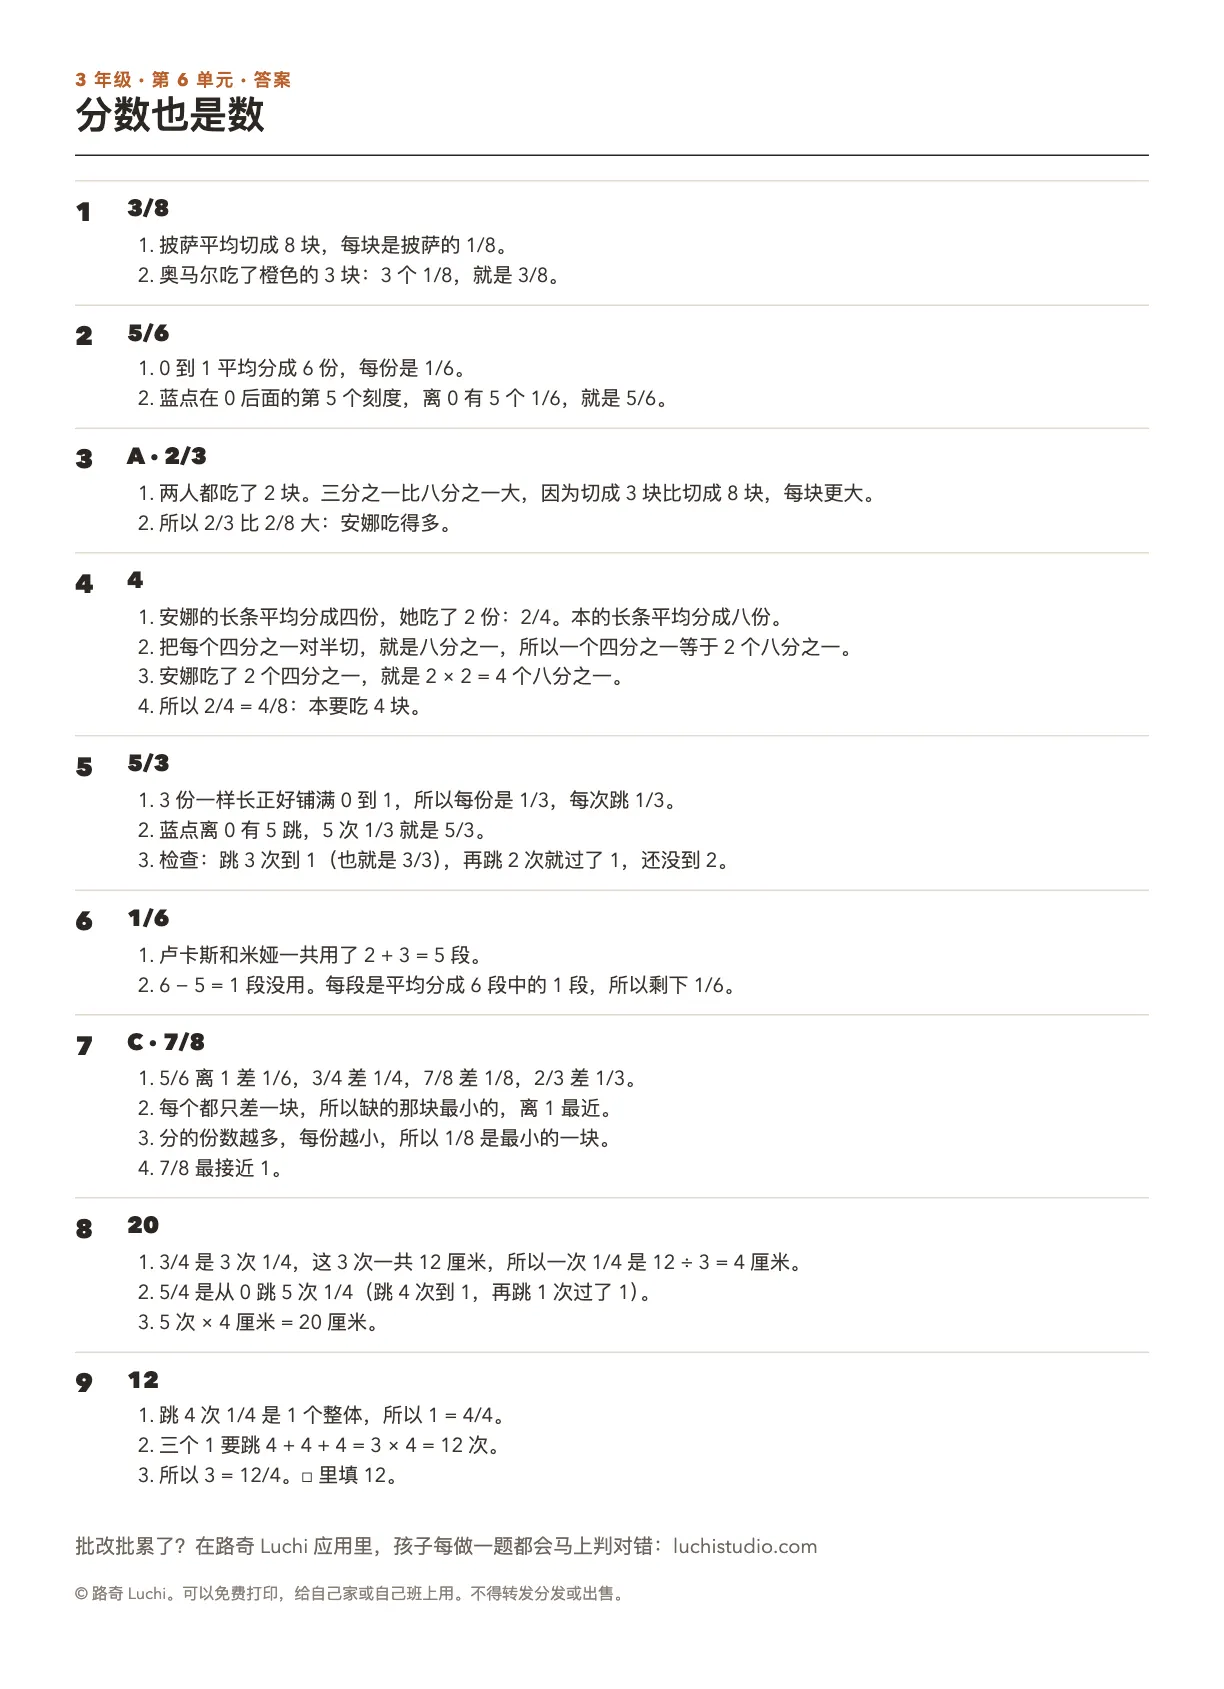 3 年级 · 第 6 单元 · 答案
分数也是数
1 3/8
1. 披萨平均切成 8 块，每块是披萨的 1/8。
2. 奥马尔吃了橙色的 3 块：3 个 1/8，就是 3/8。
2 5/6
1. 0 到 1 平均分成 6 份，每份是 1/6。
2. 蓝点在 0 后面的第 5 个刻度，离 0 有 5 个 1/6，就是 5/6。
3 A · 2/3
1. 两人都吃了 2 块。三分之一比八分之一大，因为切成 3 块比切成 8 块，每块更大。
2. 所以 2/3 比 2/8 大：安娜吃得多。
4 4
1. 安娜的长条平均分成四份，她吃了 2 份：2/4。本的长条平均分成八份。
2. 把每个四分之一对半切，就是八分之一，所以一个四分之一等于 2 个八分之一。
3. 安娜吃了 2 个四分之一，就是 2 × 2 = 4 个八分之一。
4. 所以 2/4 = 4/8：本要吃 4 块。
5 5/3
1. 3 份一样长正好铺满 0 到 1，所以每份是 1/3，每次跳 1/3。
2. 蓝点离 0 有 5 跳，5 次 1/3 就是 5/3。
3. 检查：跳 3 次到 1（也就是 3/3），再跳 2 次就过了 1，还没到 2。
6 1/6
1. 卢卡斯和米娅一共用了 2 + 3 = 5 段。
2. 6 − 5 = 1 段没用。每段是平均分成 6 段中的 1 段，所以剩下 1/6。
7 C · 7/8
1. 5/6 离 1 差 1/6，3/4 差 1/4，7/8 差 1/8，2/3 差 1/3。
2. 每个都只差一块，所以缺的那块最小的，离 1 最近。
3. 分的份数越多，每份越小，所以 1/8 是最小的一块。
4. 7/8 最接近 1。
8 20
1. 3/4 是 3 次 1/4，这 3 次一共 12 厘米，所以一次 1/4 是 12 ÷ 3 = 4 厘米。
2. 5/4 是从 0 跳 5 次 1/4（跳 4 次到 1，再跳 1 次过了 1）。
3. 5 次 × 4 厘米 = 20 厘米。
9 12
1. 跳 4 次 1/4 是 1 个整体，所以 1 = 4/4。
2. 三个 1 要跳 4 + 4 + 4 = 3 × 4 = 12 次。
3. 所以 3 = 12/4。□ 里填 12。
批改批累了？在路奇 Luchi 应用里，孩子每做一题都会马上判对错：luchistudio.com
© 路奇 Luchi。可以免费打印，给自己家或自己班上用。不得转发分发或出售。